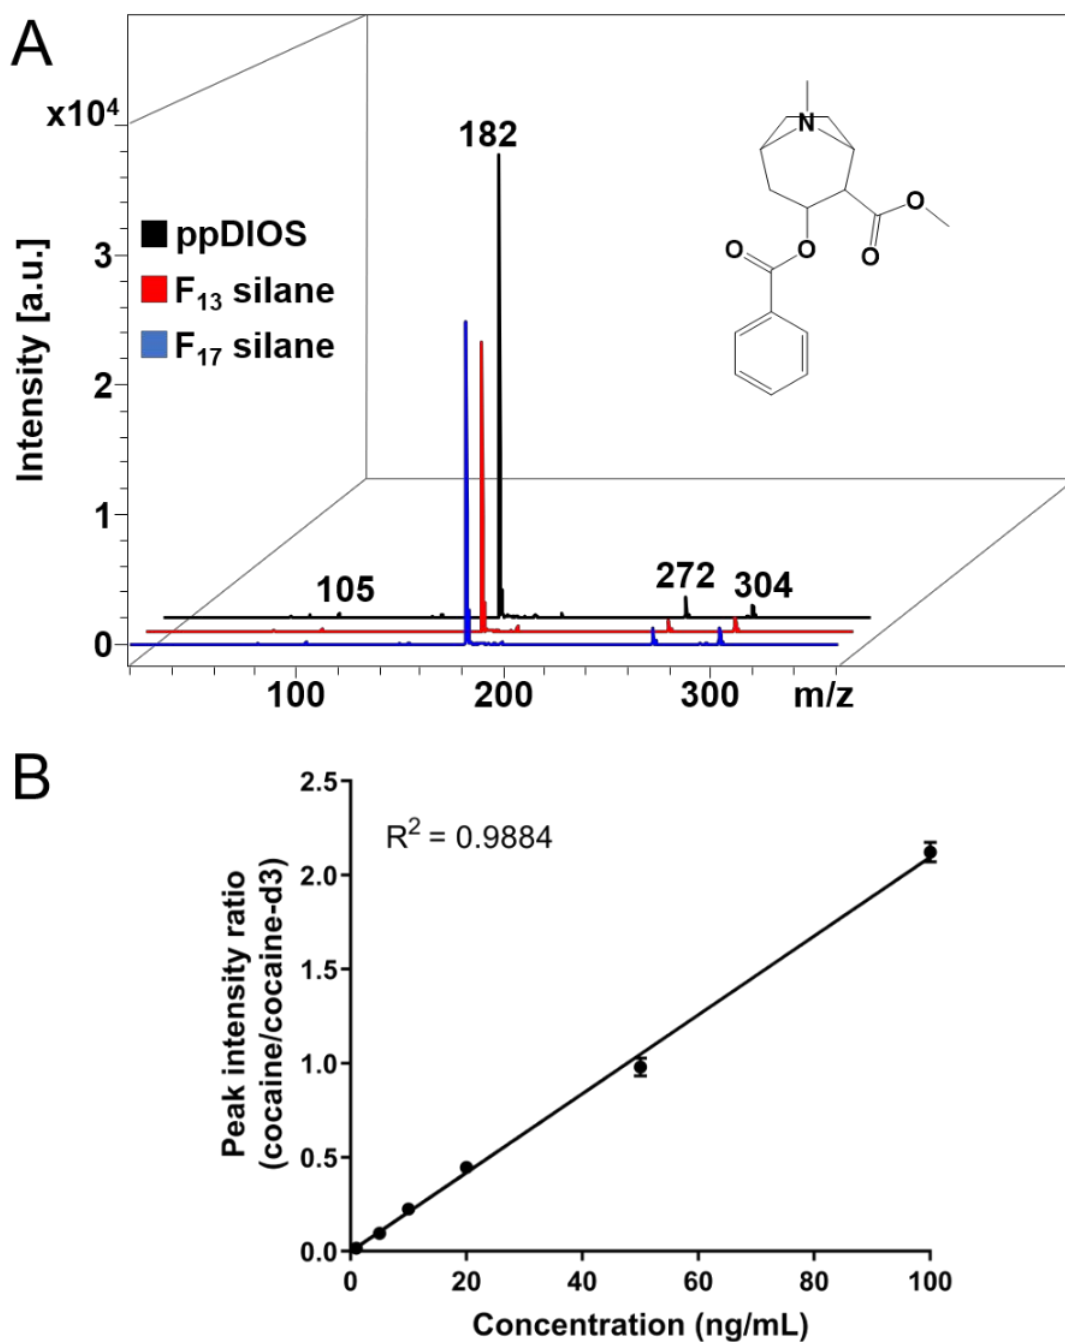 A
x10⁴
182
N
O
O
O
O
ppDIOS
F₁₃ silane
F₁₇ silane
Intensity [a.u.]
3
2
1
0
105
272
304
100
200
300
m/z
B
2.5
2.0
1.5
1.0
0.5
0.0
R² = 0.9884
Peak intensity ratio
(cocaine/cocaine-d3)
0
20
40
60
80
100
Concentration (ng/mL)